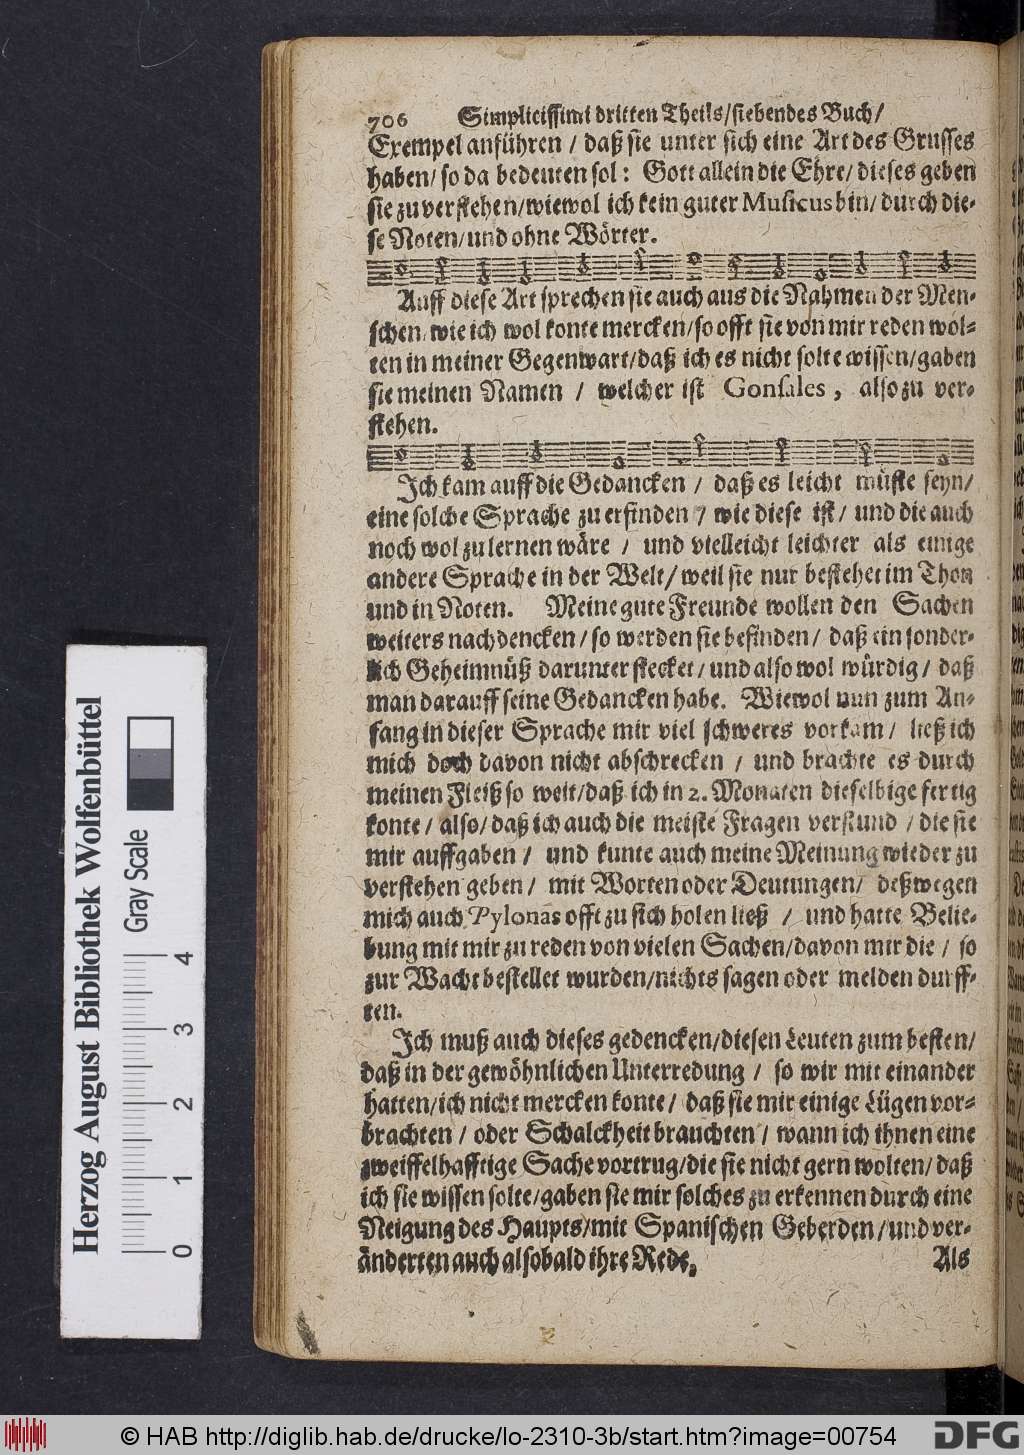 706 Simplicissimi dritten Theils/siebendes Buch/
Exempel anführen / daß sie unter sich eine Art des Grusses
haben/ so da bedeuten sol: Gott allein die Ehre/ dieses geben
sie zu verstehen/wiewol ich kein guter Musicus bin/ durch die-
se Noten/ und ohne Wörter.
Auff diese Art sprechen sie auch aus die Nahmen der Men-
schen/ wie ich wol konte mercken/so offt sie von mir reden wol-
ten in meiner Gegenwart/daß ich es nicht solte wissen/gaben
sie meinen Namen / welcher ist Gonsales, also zu ver-
stehen.
Ich kam auff die Gedancken / daß es leicht müste seyn/
eine solche Sprache zu erfinden / wie diese ist/ und die auch
noch wol zu lernen wäre / und vielleicht leichter als einige
andere Sprache in der Welt/ weil sie nur bestehet im Thon
und in Noten. Meine gute Freunde wollen den Sachen
weiters nachdencken/ so werden sie befinden/ daß ein sonder-
lich Geheimnüß darunter stecket/ und also wol würdig/ daß
man darauff seine Gedancken habe. Wiewol nun zum An-
fang in dieser Sprache mir viel schweres vorkam/ ließ ich
mich doch davon nicht abschrecken / und brachte es durch
meinen Fleiß so weit/daß ich in 2. Monaten dieselbige fertig
konte/ also/ daß ich auch die meiste Fragen verstund / die sie
mir auffgaben / und kunte auch meine Meinung wieder zu
verstehen geben/ mit Worten oder Deutungen/ deßwegen
mich auch Pylonas offt zu sich holen ließ / und hatte Belie-
bung mit mir zu reden von vielen Sachen/davon mir die / so
zur Wacht bestellet wurden/nichts sagen oder melden durff-
ten.
Ich muß auch dieses gedencken/diesen Leuten zum besten/
daß in der gewöhnlichen Unterredung / so wir mit einander
hatten/ich nicht mercken konte/ daß sie mir einige Lügen vor-
brachten / oder Schalckheit brauchten / wann ich ihnen eine
zweiffelhafftige Sache vortrug/die sie nicht gern wolten/ daß
ich sie wissen solte/gaben sie mir solches zu erkennen durch eine
Neigung des Haupts/mit Spanischen Geberden/und ver-
änderten auch alsobald ihre Rede. Als
Herzog August Bibliothek Wolfenbüttel
Gray Scale
0 1 2 3 4
© HAB http://diglib.hab.de/drucke/lo-2310-3b/start.htm?image=00754
DFG